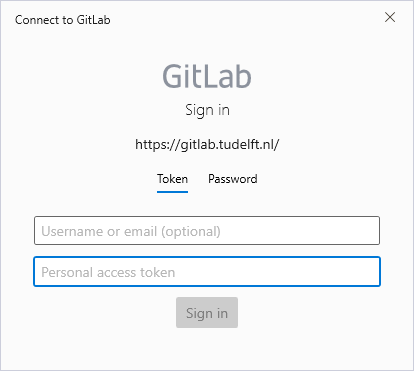 Connect to GitLab
GitLab
Sign in
https://gitlab.tudelft.nl/
Token Password
Username or email (optional)
Personal access token
Sign in